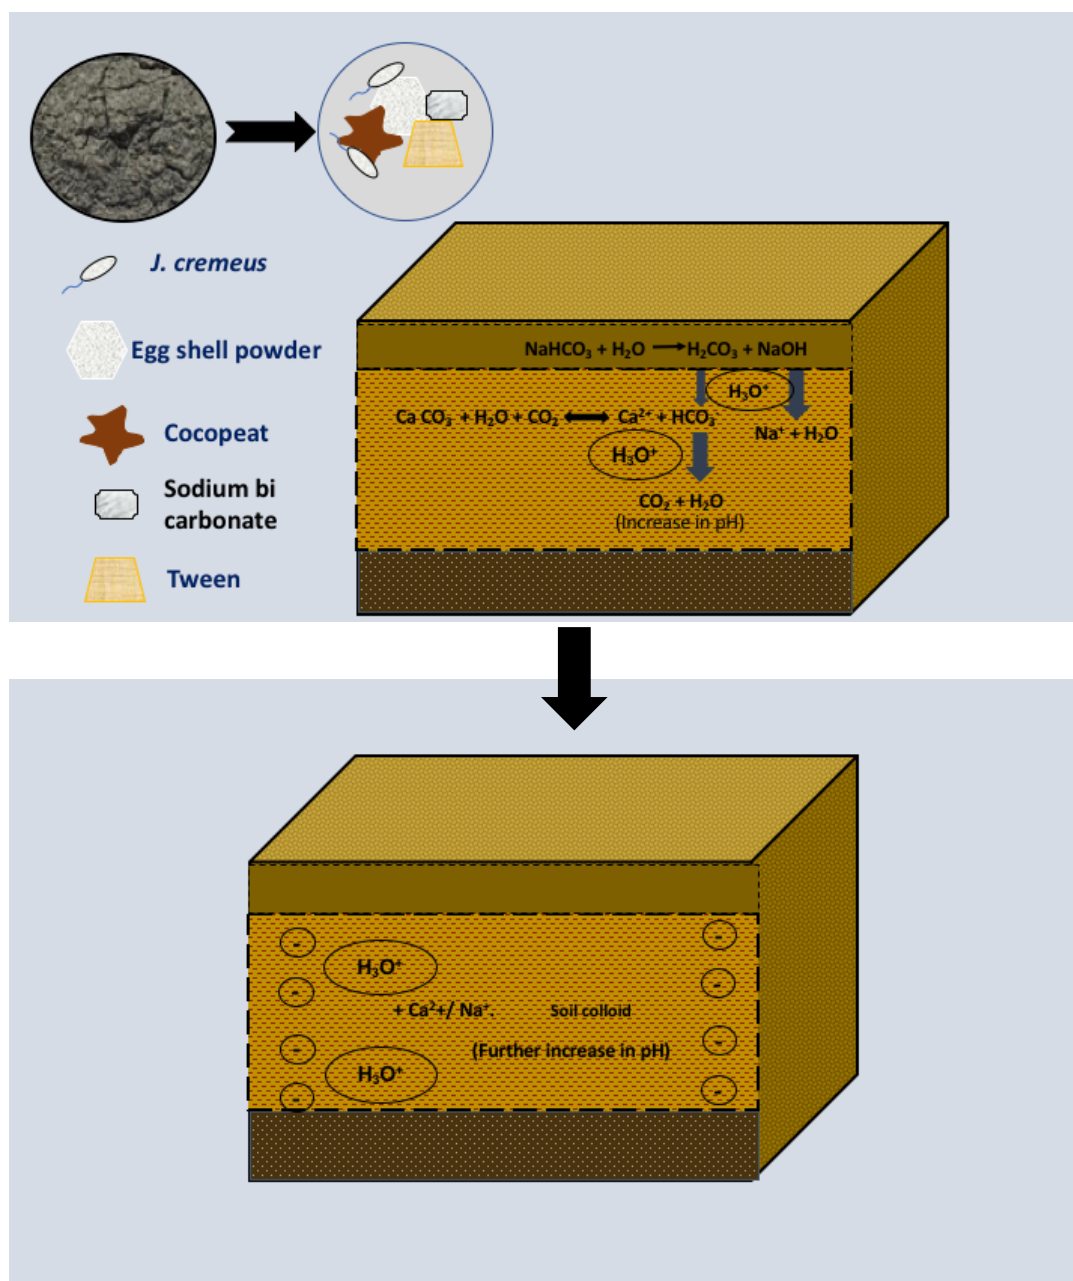 J. cremeus
Egg shell powder
Cocopeat
Sodium bi
carbonate
Tween
NaHCO₃ + H₂O → H₂CO₃ + NaOH
H₃O⁺
Ca CO₃ + H₂O + CO₂ ↔ Ca²⁺ + HCO₃⁻
Na⁺ + H₂O
H₃O⁺
CO₂ + H₂O
(Increase in pH)
-
-
H₃O⁺
-
-
+ Ca²+/ Na⁺.
Soil colloid
(Further increase in pH)
-
-
H₃O⁺
-
-